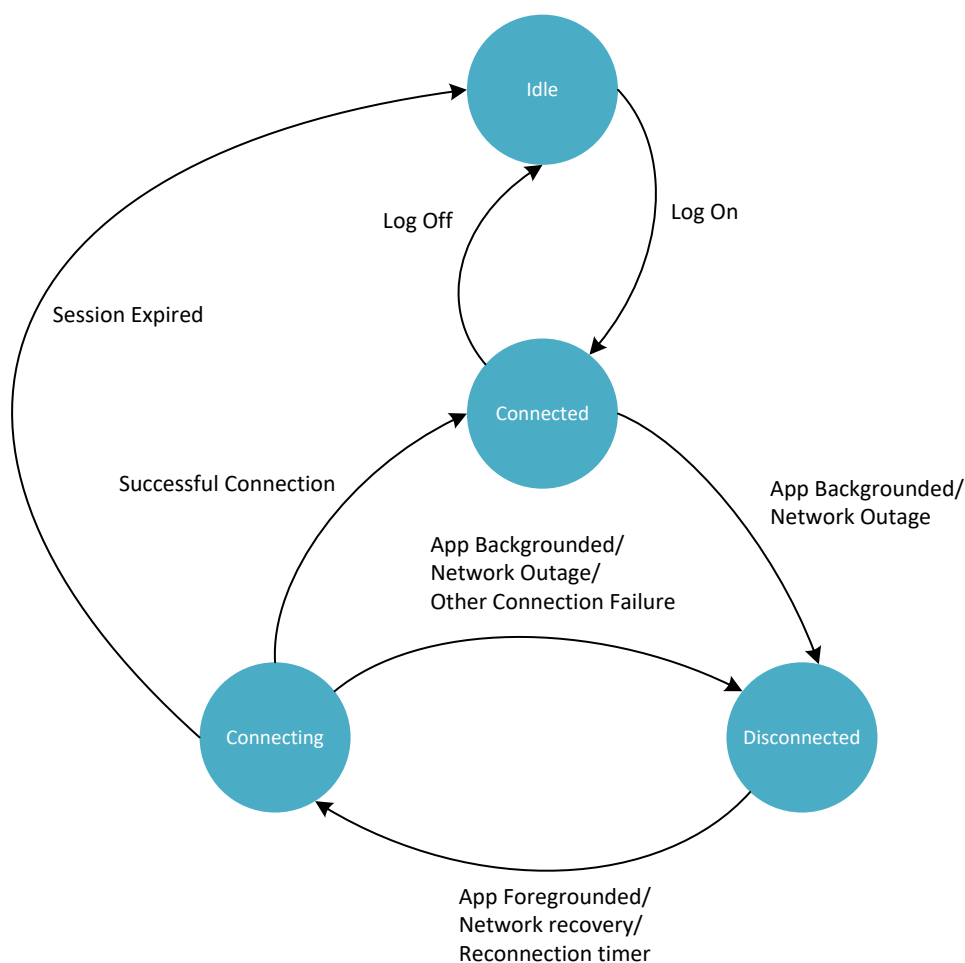 Idle
Log Off
Log On
Session Expired
Connected
Successful Connection
App Backgrounded/
Network Outage
App Backgrounded/
Network Outage/
Other Connection Failure
Connecting
Disconnected
App Foregrounded/
Network recovery/
Reconnection timer